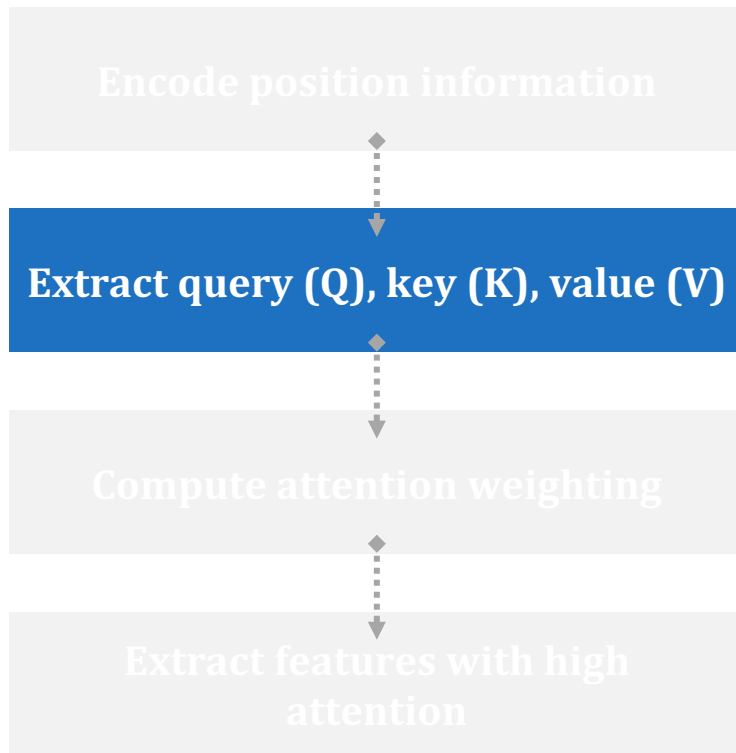 Encode position information
Extract query (Q), key (K), value (V)
Compute attention weighting
Extract features with high
attention